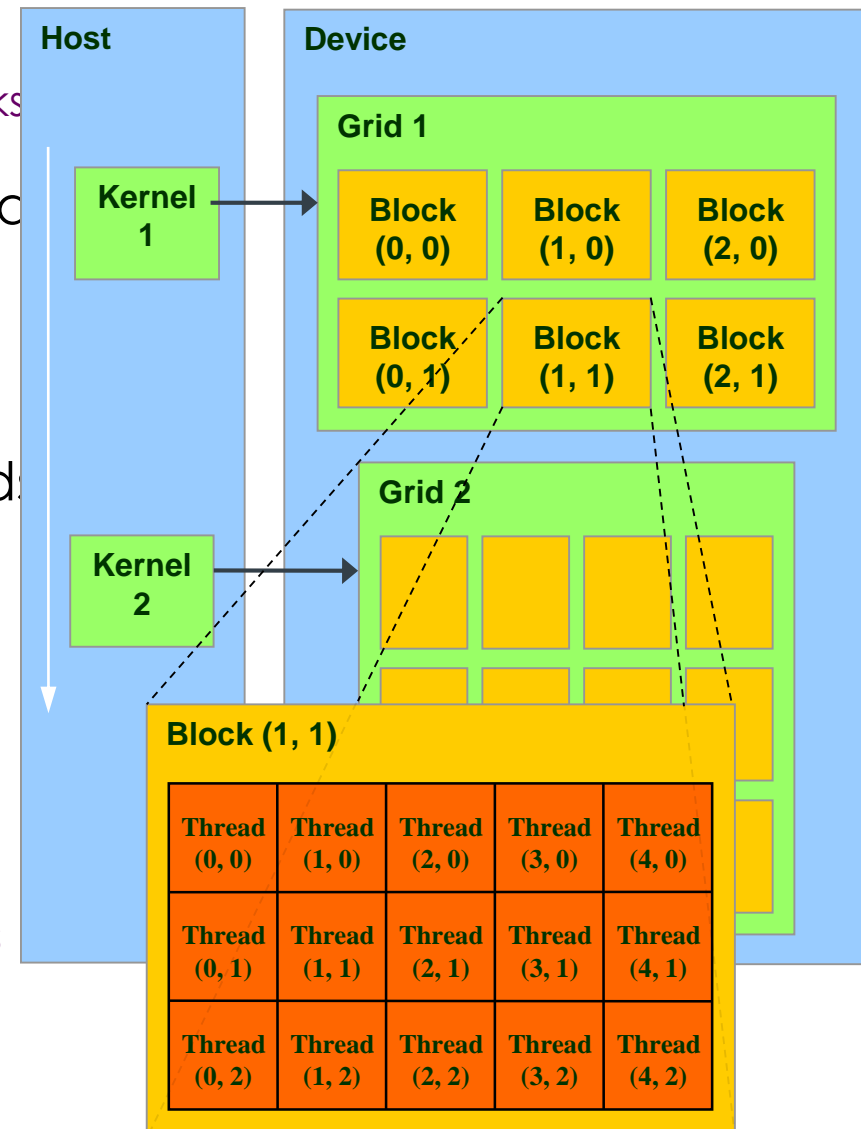 Host
Device
ks
Grid 1
Kernel
1
Block
(0, 0)
Block
(1, 0)
Block
(2, 0)
Block
(0, 1)
Block
(1, 1)
Block
(2, 1)
Grid 2
Kernel
2
Block (1, 1)
Thread
(0, 0)
Thread
(1, 0)
Thread
(2, 0)
Thread
(3, 0)
Thread
(4, 0)
Thread
(0, 1)
Thread
(1, 1)
Thread
(2, 1)
Thread
(3, 1)
Thread
(4, 1)
Thread
(0, 2)
Thread
(1, 2)
Thread
(2, 2)
Thread
(3, 2)
Thread
(4, 2)